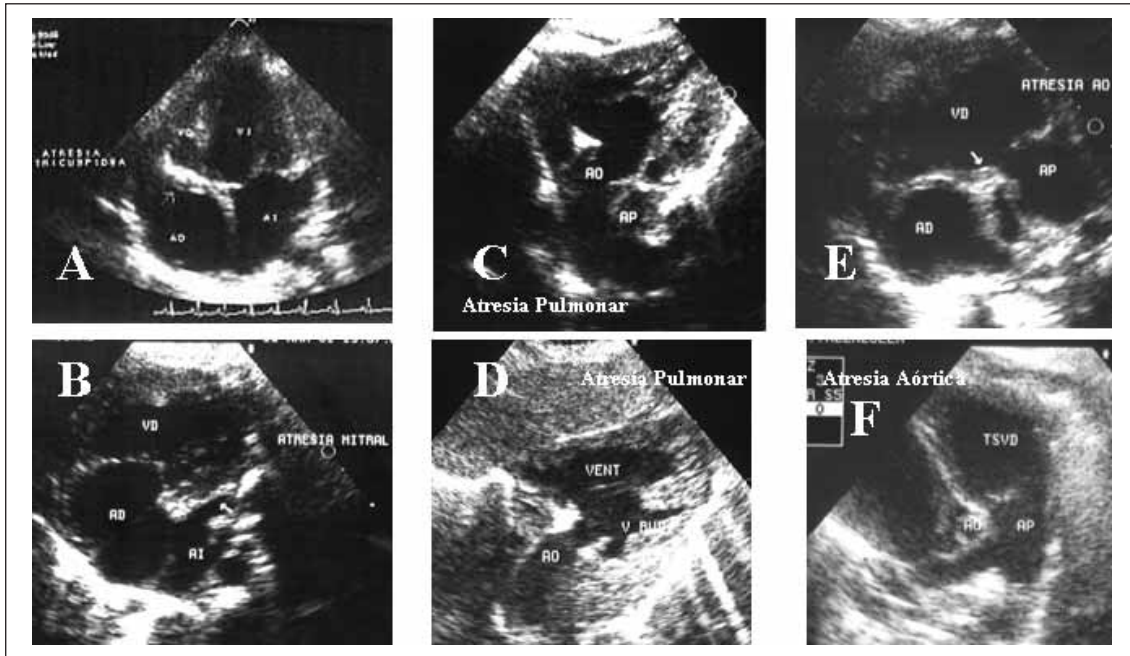 ATRESIA
TRICUSPIDEA
VD
VI
AD
AI
A
AO
AP
C
Atresia Pulmonar
ATRESIA AO
VD
AP
AD
E
B
VD
ATRESIA MITRAL
AD
AI
D
Atresia Pulmonar
VENT
AO
Atresia Aórtica
F
TSVD
AO
AP